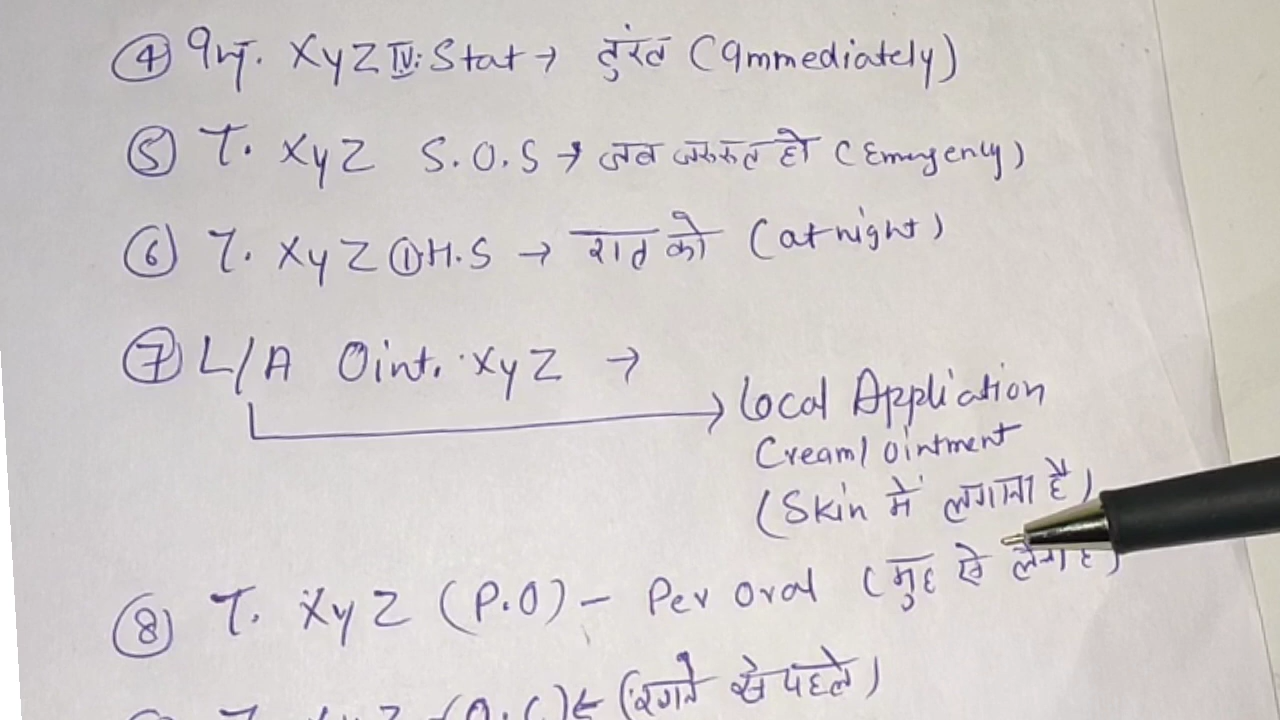 ④ Inj. XyZ IV. Stat → तुरंत (Immediately)
⑤ T. XyZ S.O.S → जब जरूरत हो (Emergency)
⑥ T. XyZ ① H.S → रात को (at night)
⑦ L/A Oint. XyZ →
Local Appliation
Cream/ ointment
(Skin में लगाना है)
⑧ T. XyZ (P.O) - Per oral (मुह से लेना है)
(A.C) ← (खाने से पहले)